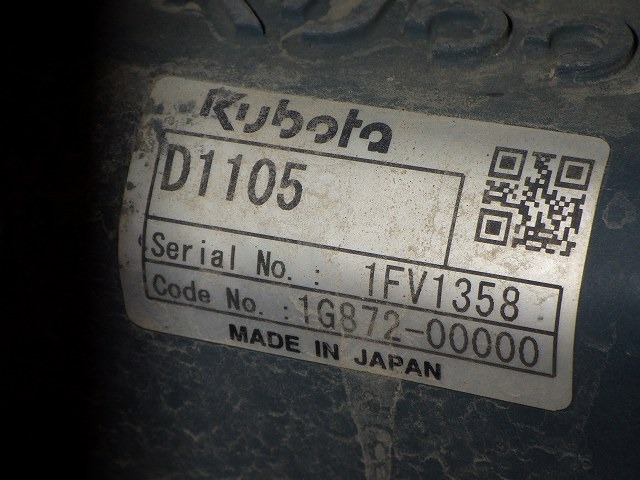 Kubota
D1105
Serial No. : 1FV1358
Code No. : 1G872-00000
MADE IN JAPAN